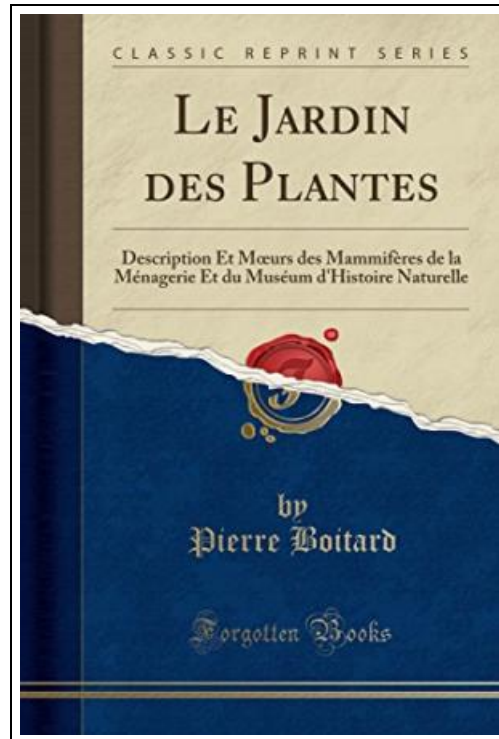 CLASSIC REPRINT SERIES
LE JARDIN
DES PLANTES
Description Et Mœurs des Mammifères de la
Ménagerie Et du Muséum d'Histoire Naturelle
F
by
Pierre Boitard
Forgotten Books